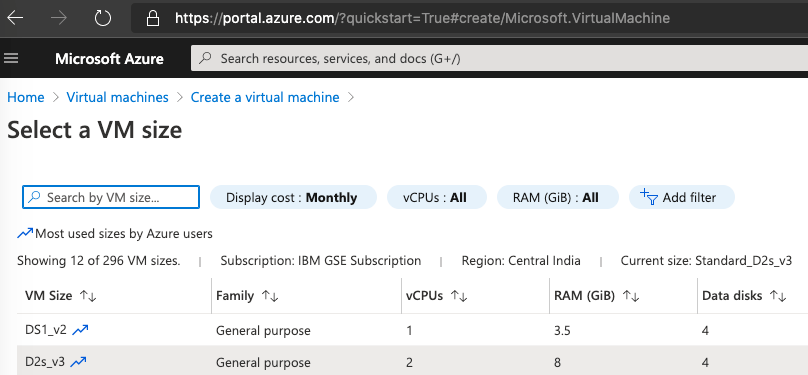 https://portal.azure.com/?quickstart=True#create/Microsoft.VirtualMachine
Microsoft Azure Search resources, services, and docs (G+/)
Home > Virtual machines > Create a virtual machine >
Select a VM size
Search by VM size... Display cost : Monthly vCPUs : All RAM (GiB) : All Add filter
Most used sizes by Azure users
Showing 12 of 296 VM sizes. | Subscription: IBM GSE Subscription | Region: Central India | Current size: Standard_D2s_v3
VM Size ↑↓ Family ↑↓ vCPUs ↑↓ RAM (GiB) ↑↓ Data disks ↑↓
DS1_v2 General purpose 1 3.5 4
D2s_v3 General purpose 2 8 4